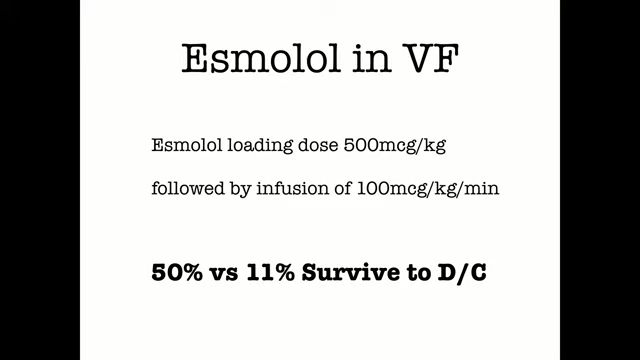 Esmolol in VF
Esmolol loading dose 500mcg/kg
followed by infusion of 100mcg/kg/min
50% vs 11% Survive to D/C